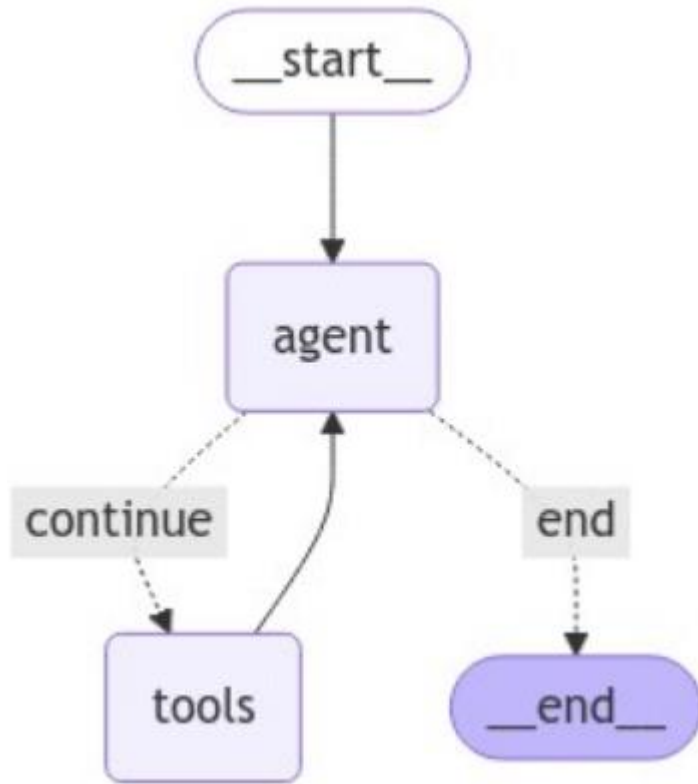 __start__
agent
continue
end
tools
__end__